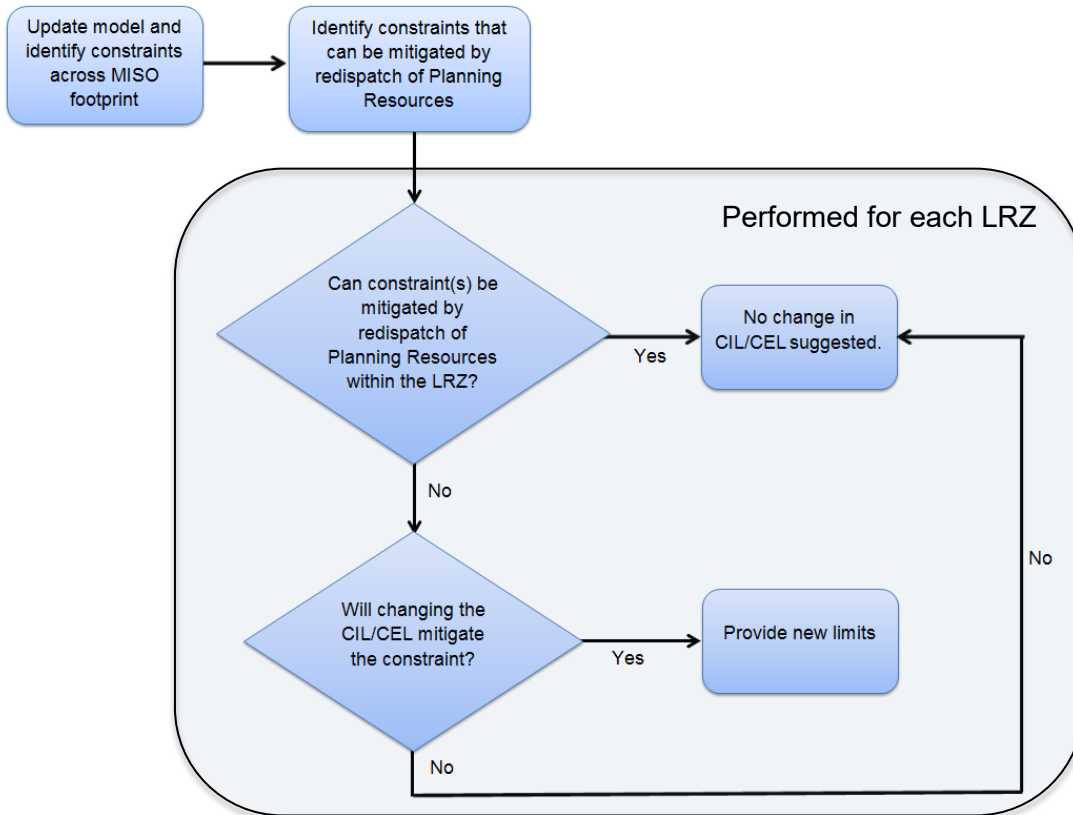 Update model and
identify constraints
across MISO
footprint
Identify constraints that
can be mitigated by
redispatch of Planning
Resources
Performed for each LRZ
Can constraint(s) be
mitigated by
redispatch of
Planning Resources
within the LRZ?
Yes
No change in
CIL/CEL suggested.
No
Will changing the
CIL/CEL mitigate
the constraint?
Yes
Provide new limits
No
No